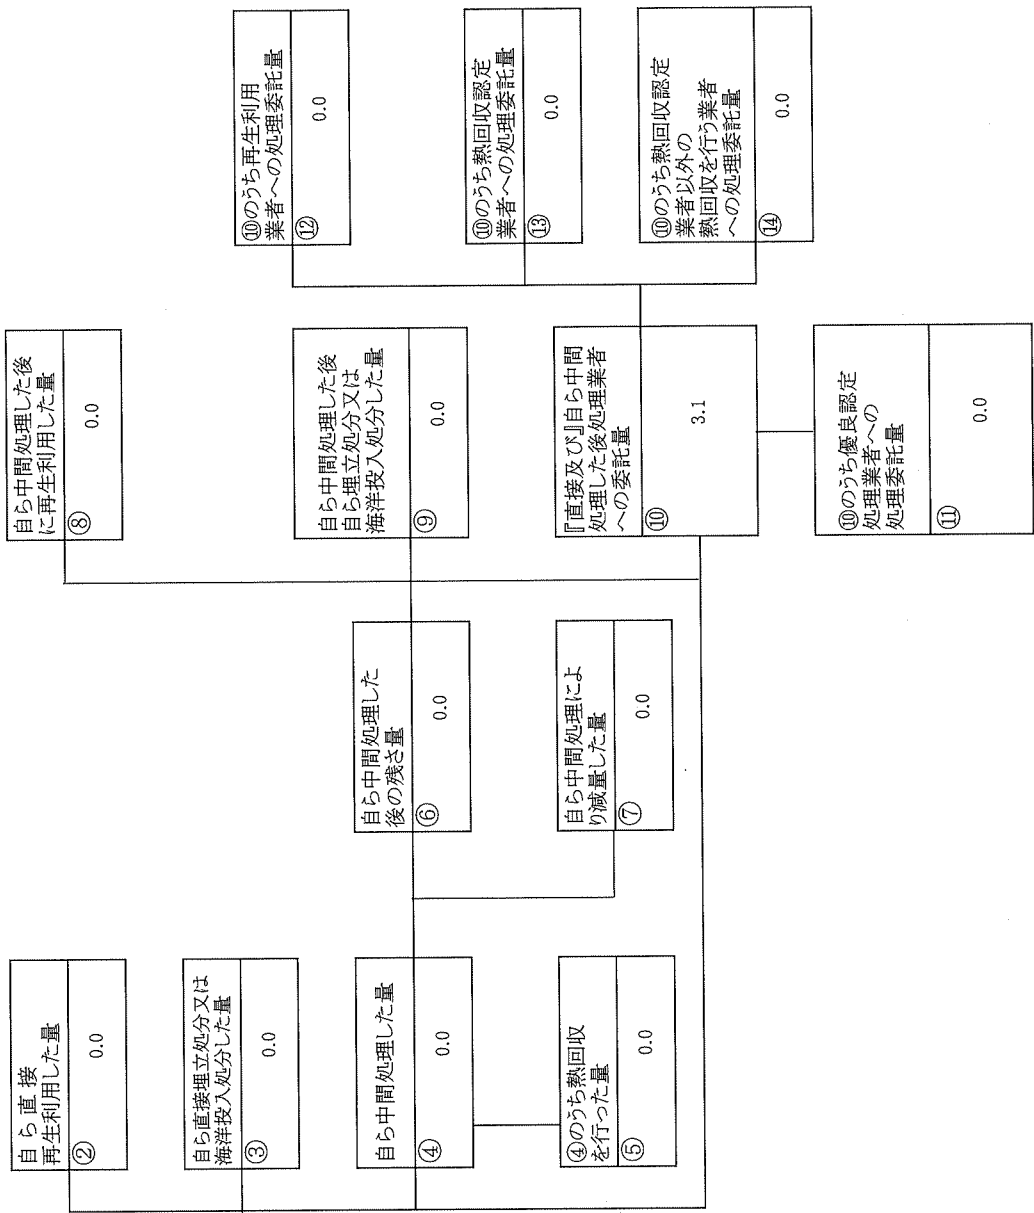 自ら直接
再生利用した量
②
0.0
自ら直接埋立処分又は
海洋投入処分した量
③
0.0
自ら中間処理した量
④
0.0
④のうち熱回収
を行った量
⑤
0.0
自ら中間処理した
後の残さ量
⑥
0.0
自ら中間処理によ
り減量した量
⑦
0.0
自ら中間処理した後
に再生利用した量
⑧
0.0
自ら中間処理した後
自ら埋立処分又は
海洋投入処分した量
⑨
0.0
『直接及び』自ら中間
処理した後処理業者
への委託量
⑩
3.1
⑩のうち優良認定
処理業者への
処理委託量
⑪
0.0
⑩のうち再生利用
業者への処理委託量
⑫
0.0
⑩のうち熱回収認定
業者への処理委託量
⑬
0.0
⑩のうち熱回収認定
業者以外の
熱回収を行う業者
への処理委託量
⑭
0.0